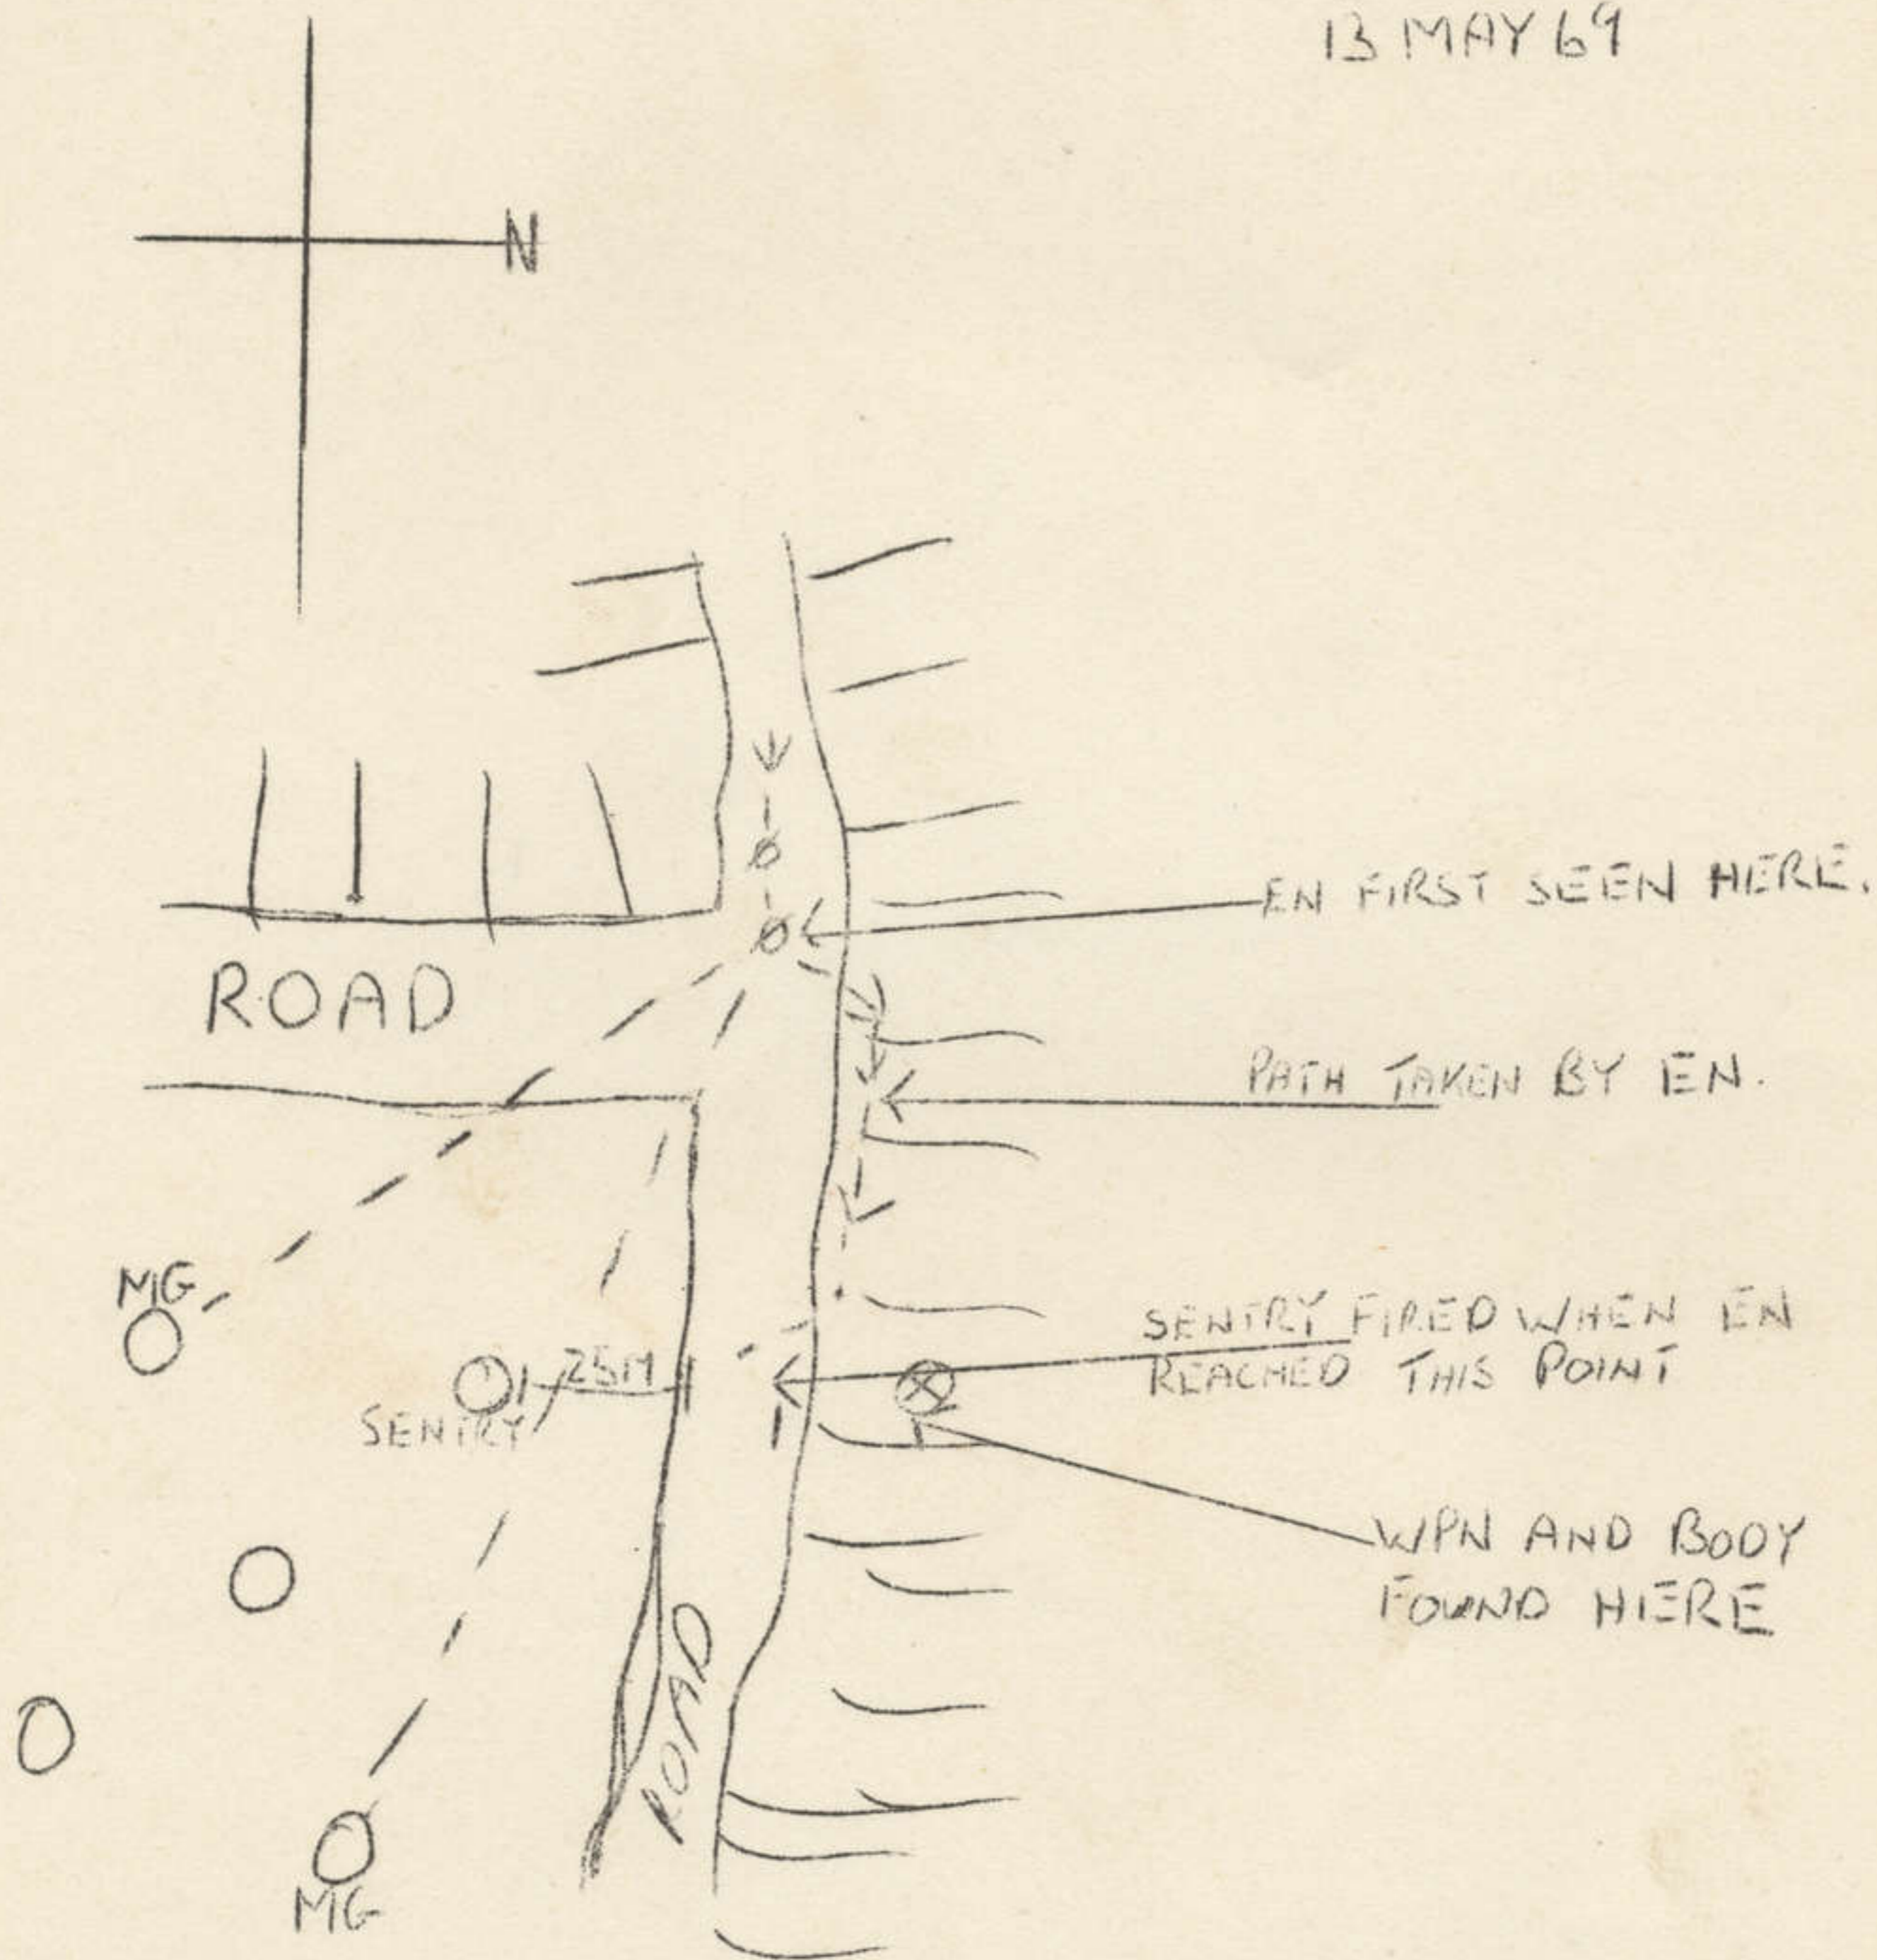 13 MAY 69
N
EN FIRST SEEN HERE.
ROAD
PATH TAKEN BY EN.
MG
SENTRY FIRED WHEN EN
REACHED THIS POINT
25M
SENTRY
WPN AND BODY
FOUND HERE
ROAD
MG